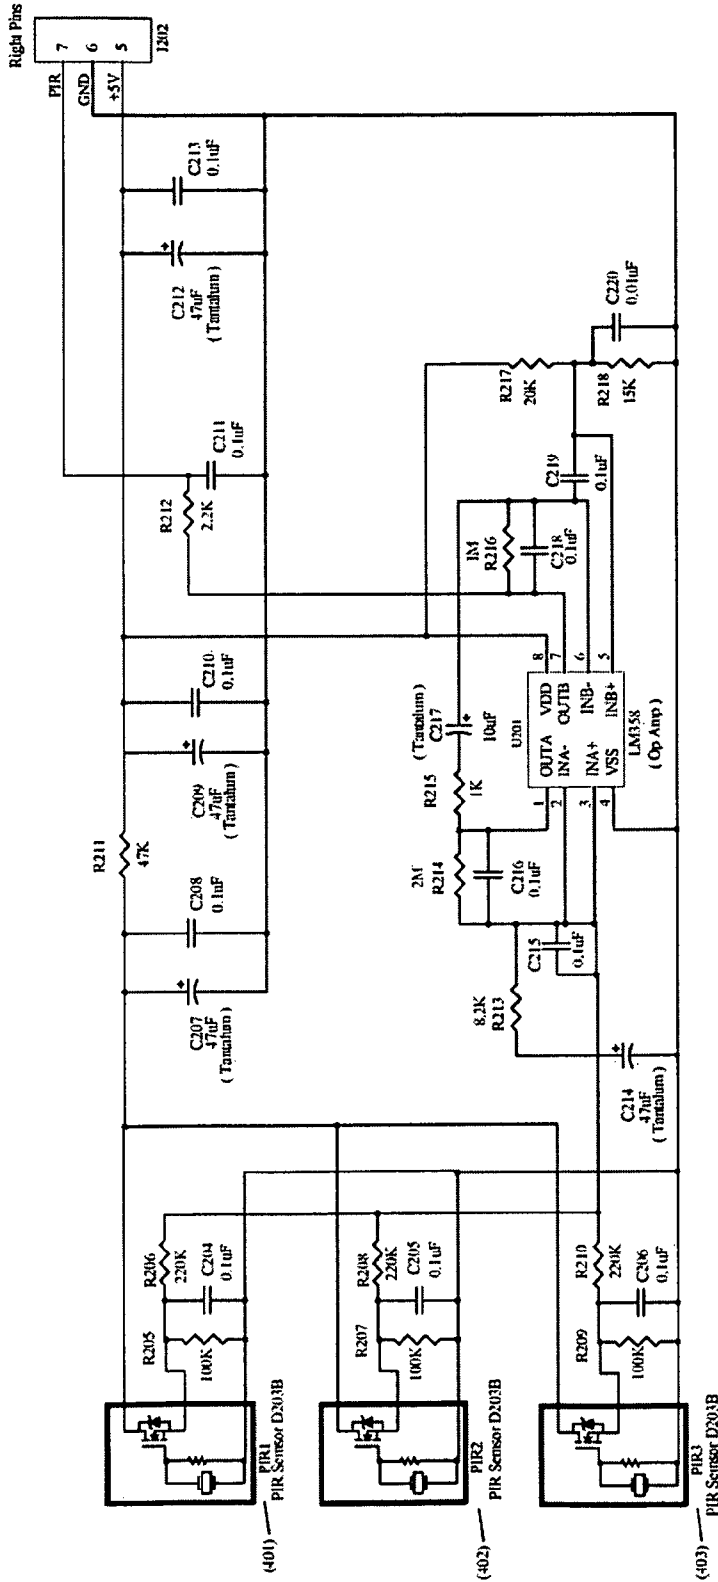 Right Pins
J202
7
6
5
PIR
GND
+5V
C213
0.1uF
C212
47uF
( Tantalum )
C211
0.1uF
R212
2.2K
C210
0.1uF
C209
47uF
( Tantalum )
R211
47K
C208
0.1uF
C207
47uF
( Tantalum )
C220
0.01uF
R217
20K
R218
15K
C219
0.1uF
1M
R216
C218
0.1uF
( Tantalum )
C217
10uF
R215
1K
8
7
6
5
VDD
OUTB
INB-
INB+
U201
LM358
( Op Amp )
OUTA
INA-
INA+
VSS
1
2
3
4
2M
R214
C216
0.1uF
C215
0.1uF
8.2K
R213
C214
47uF
(Tantalum)
R206
220K
C204
0.1uF
R205
100K
R208
220K
C205
0.1uF
R207
100K
R210
220K
C206
0.1uF
R209
100K
PIR1
PIR Semsor D203B
(401)
PIR2
PIR Semsor D203B
(402)
PIR3
PIR Semsor D203B
(403)